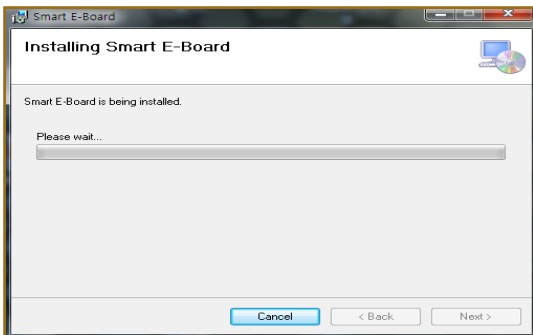 Smart E-Board
Installing Smart E-Board
Smart E-Board is being installed.
Please wait...
Cancel
< Back
Next >